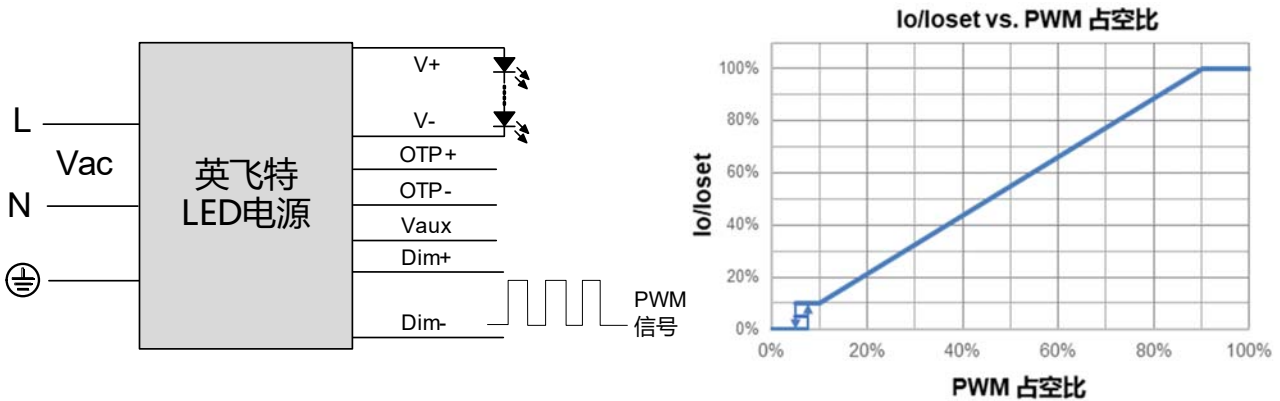 L
Vac
N
英飞特
LED电源
V+
V-
OTP+
OTP-
Vaux
Dim+
Dim-
PWM
信号
Io/Ioset vs. PWM 占空比
Io/Ioset
100%
80%
60%
40%
20%
0%
0% 20% 40% 60% 80% 100%
PWM 占空比